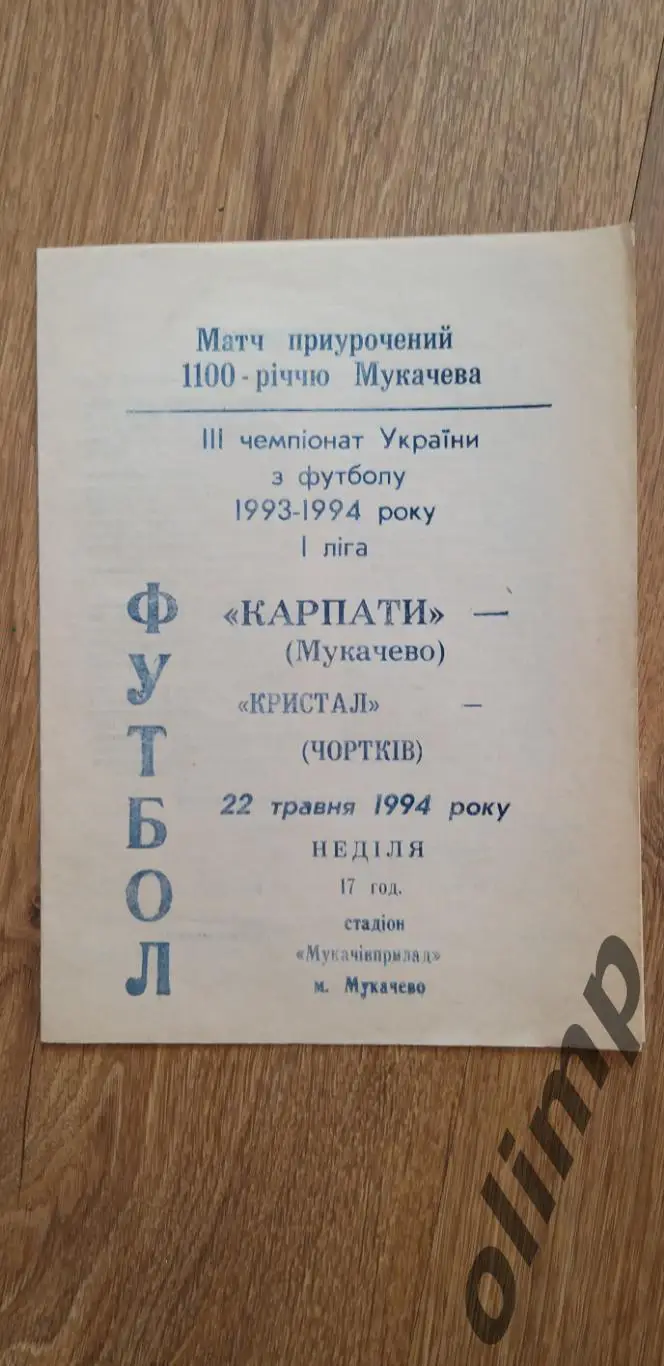 Матч приурочений
1100-річчю Мукачева
III чемпіонат України
з футболу
1993-1994 року
I ліга
ФУТБОЛ
«КАРПАТИ» —
(Мукачево)
«КРИСТАЛ» —
(ЧОРТКІВ)
22 травня 1994 року
НЕДІЛЯ
17 год.
стадіон
«Мукачівприлад»
м. Мукачево
olimp